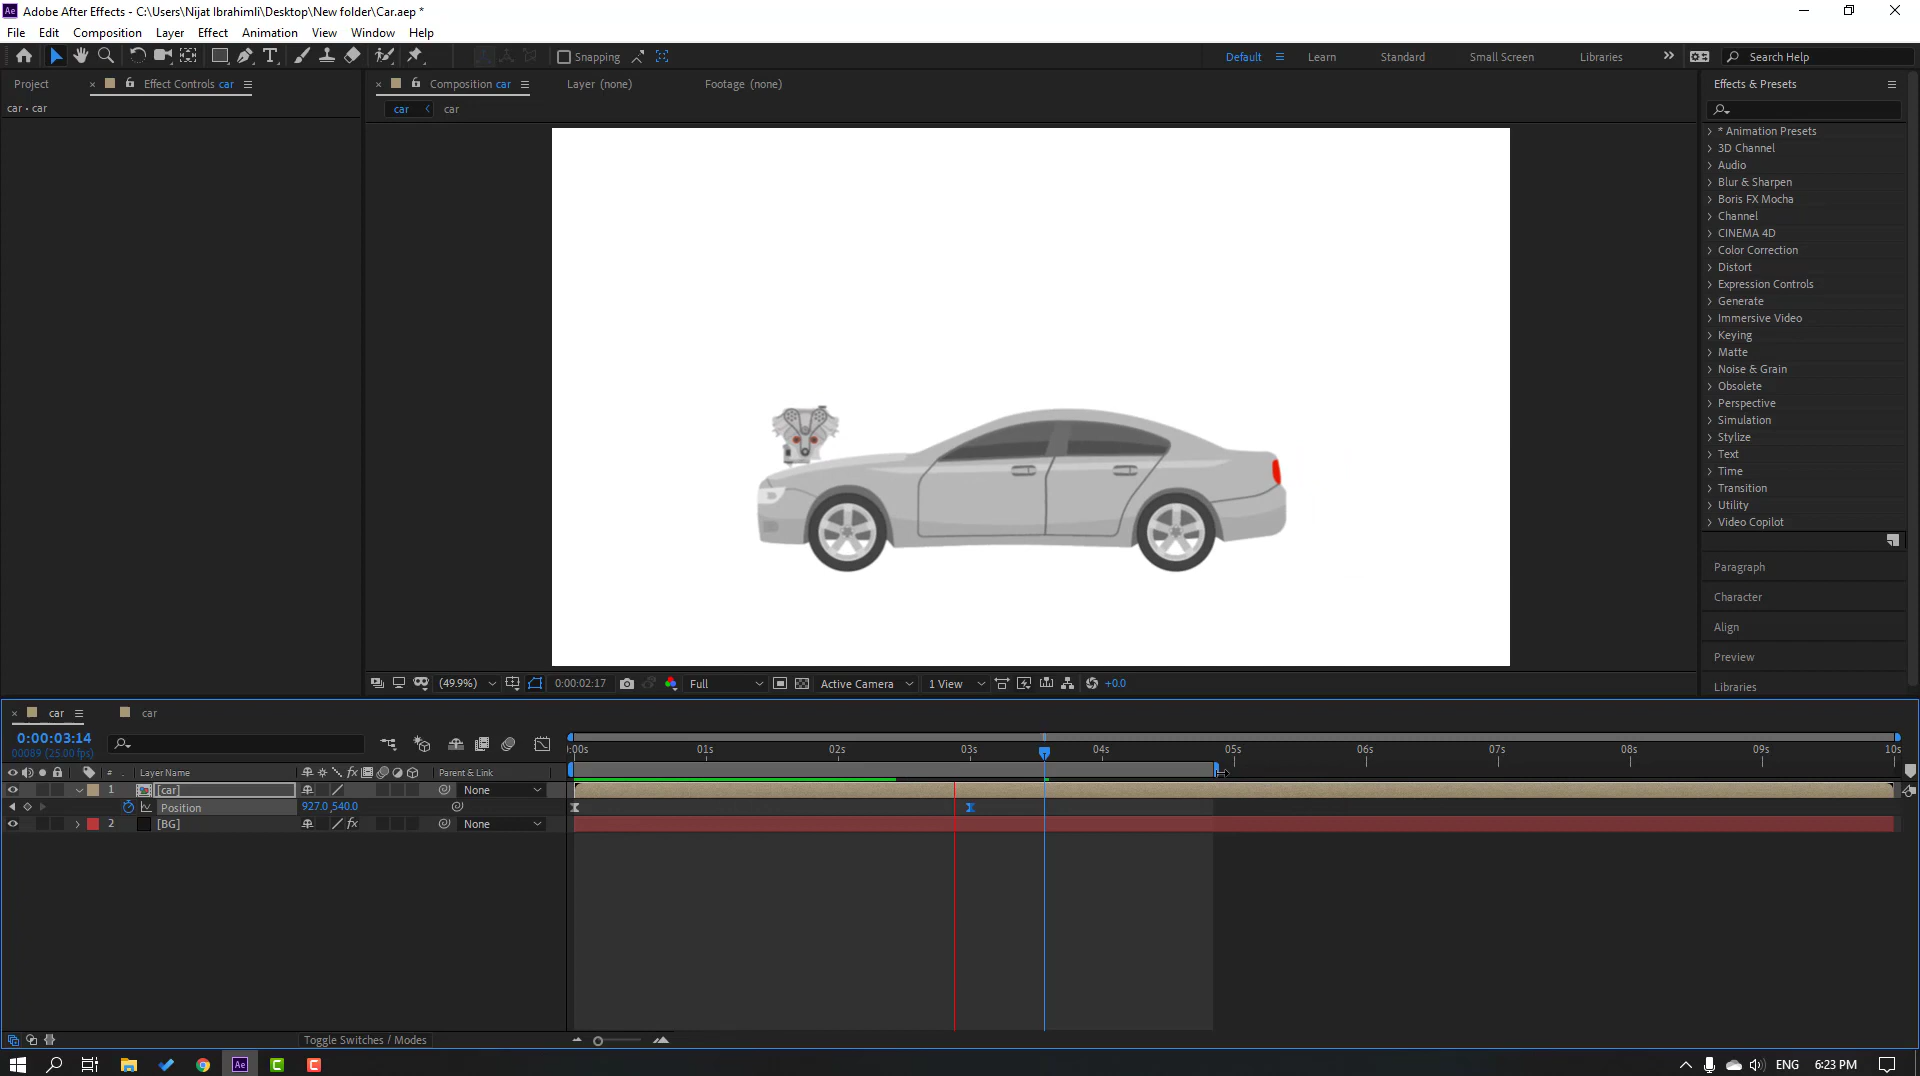 Adobe After Effects - C:\Users\Nijat Ibrahimli\Desktop\New folder\Car.aep *
File Edit Composition Layer Effect Animation View Window Help
Snapping
Default Learn Standard Small Screen Libraries Search Help
Project Effect Controls car Composition car Layer (none) Footage (none) Effects & Presets
car • car car car
* Animation Presets
3D Channel
Audio
Blur & Sharpen
Boris FX Mocha
Channel
CINEMA 4D
Color Correction
Distort
Expression Controls
Generate
Immersive Video
Keying
Matte
Noise & Grain
Obsolete
Perspective
Simulation
Stylize
Text
Time
Transition
Utility
Video Copilot
Paragraph
Character
Align
Preview
Libraries
(49.9%) 0:00:02:17 Full Active Camera 1 View +0.0
car car
0:00:03:14
00089 (25.00 fps)
:00s 01s 02s 03s 04s 05s 06s 07s 08s 09s 10s
# Layer Name Parent & Link
1 [car] None
Position 927.0,540.0
2 [BG] None
Toggle Switches / Modes
ENG 6:23 PM